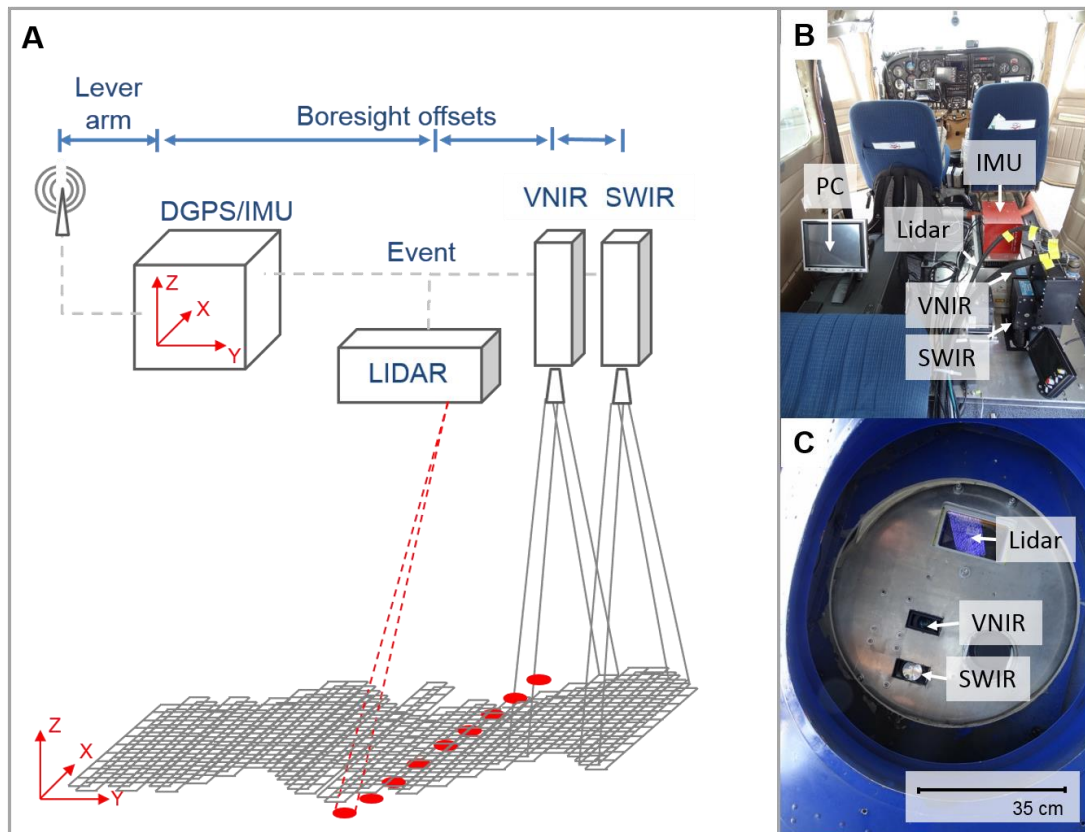 A
Lever
arm
Boresight offsets
DGPS/IMU
VNIR
SWIR
Event
Z
X
Y
LIDAR
Z
X
Y
B
IMU
PC
Lidar
VNIR
SWIR
C
Lidar
VNIR
SWIR
35 cm